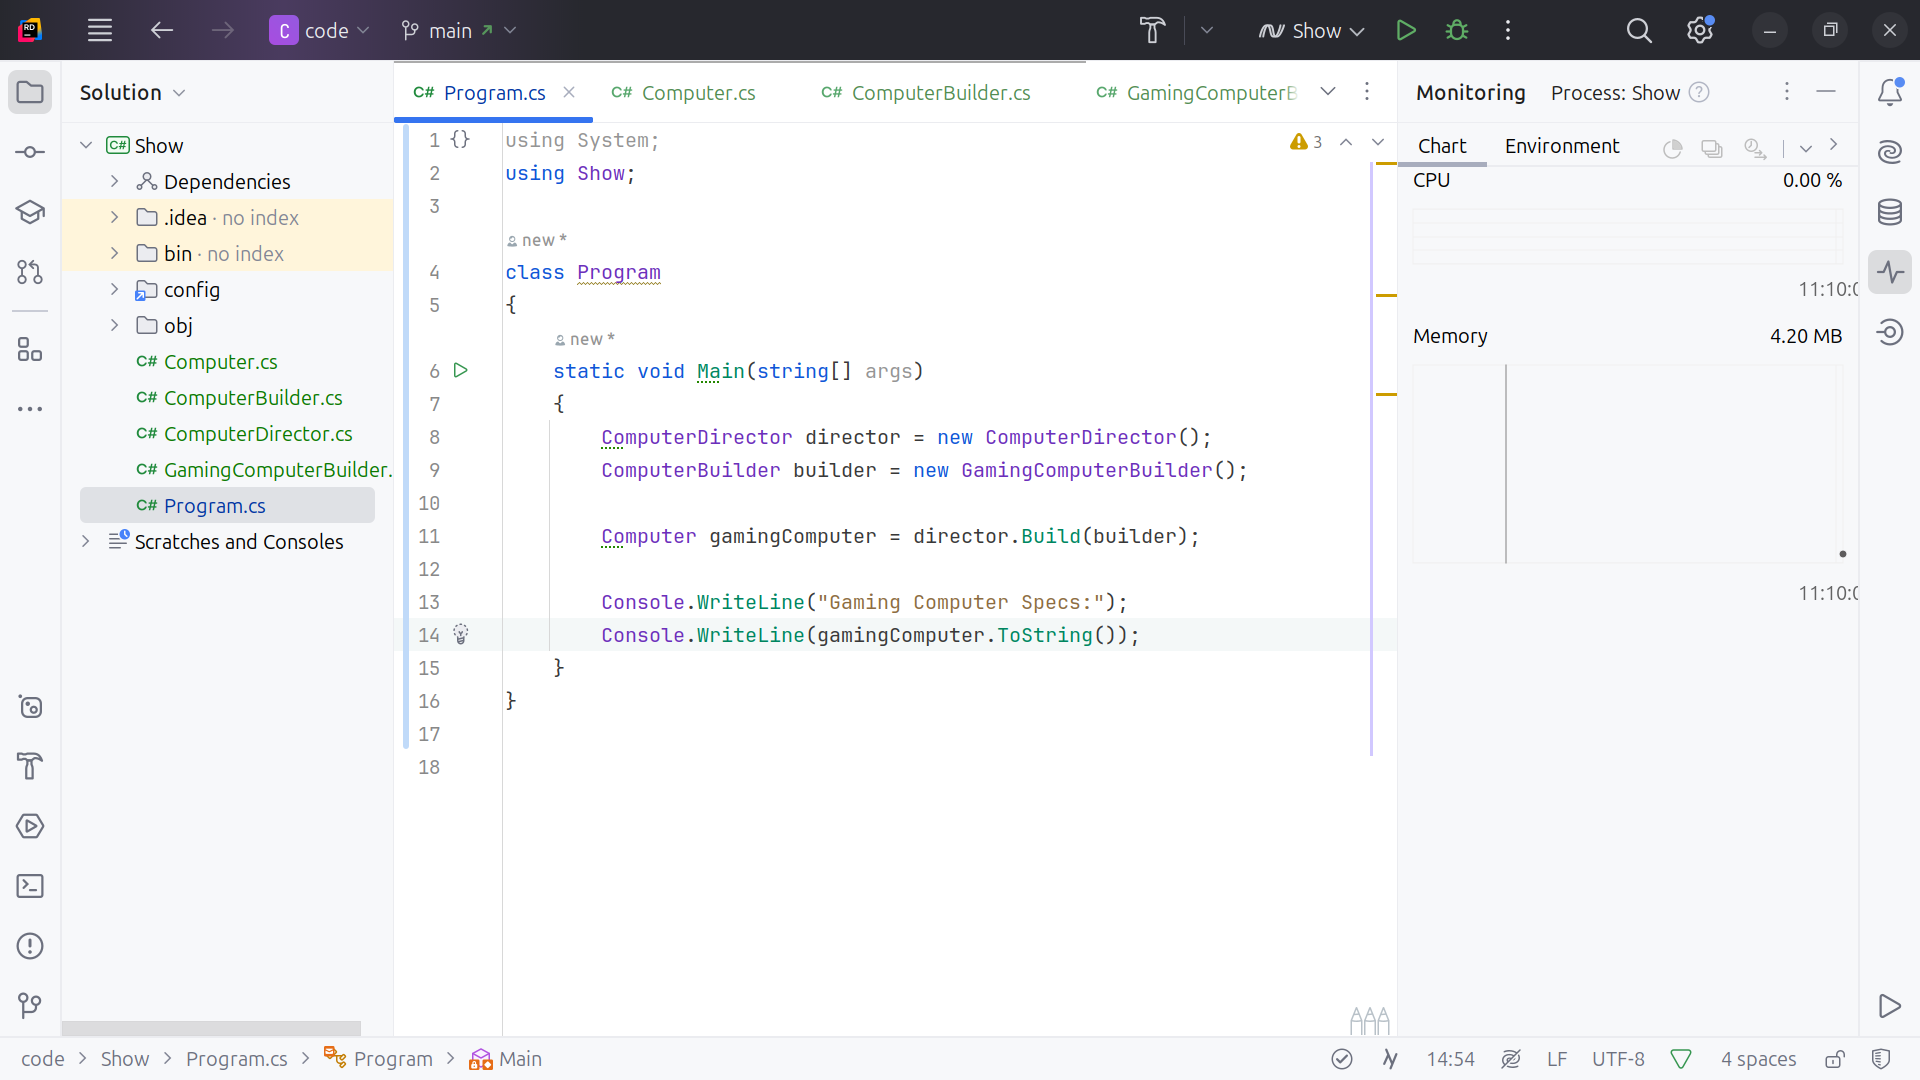 RD
C code main Show
Solution
Program.cs Computer.cs ComputerBuilder.cs GamingComputerB
Monitoring Process: Show ?
Chart Environment
Show
Dependencies
.idea · no index
bin · no index
config
obj
C# Computer.cs
C# ComputerBuilder.cs
C# ComputerDirector.cs
C# GamingComputerBuilder.
C# Program.cs
Scratches and Consoles
1 {} using System;
2 using Show;
3
new *
4 class Program
5 {
new *
6 static void Main(string[] args)
7 {
8 ComputerDirector director = new ComputerDirector();
9 ComputerBuilder builder = new GamingComputerBuilder();
10
11 Computer gamingComputer = director.Build(builder);
12
13 Console.WriteLine("Gaming Computer Specs:");
14 Console.WriteLine(gamingComputer.ToString());
15 }
16 }
17
18
3
CPU 0.00 %
11:10:0
Memory 4.20 MB
11:10:0
code > Show > Program.cs > Program > Main
14:54 LF UTF-8 4 spaces